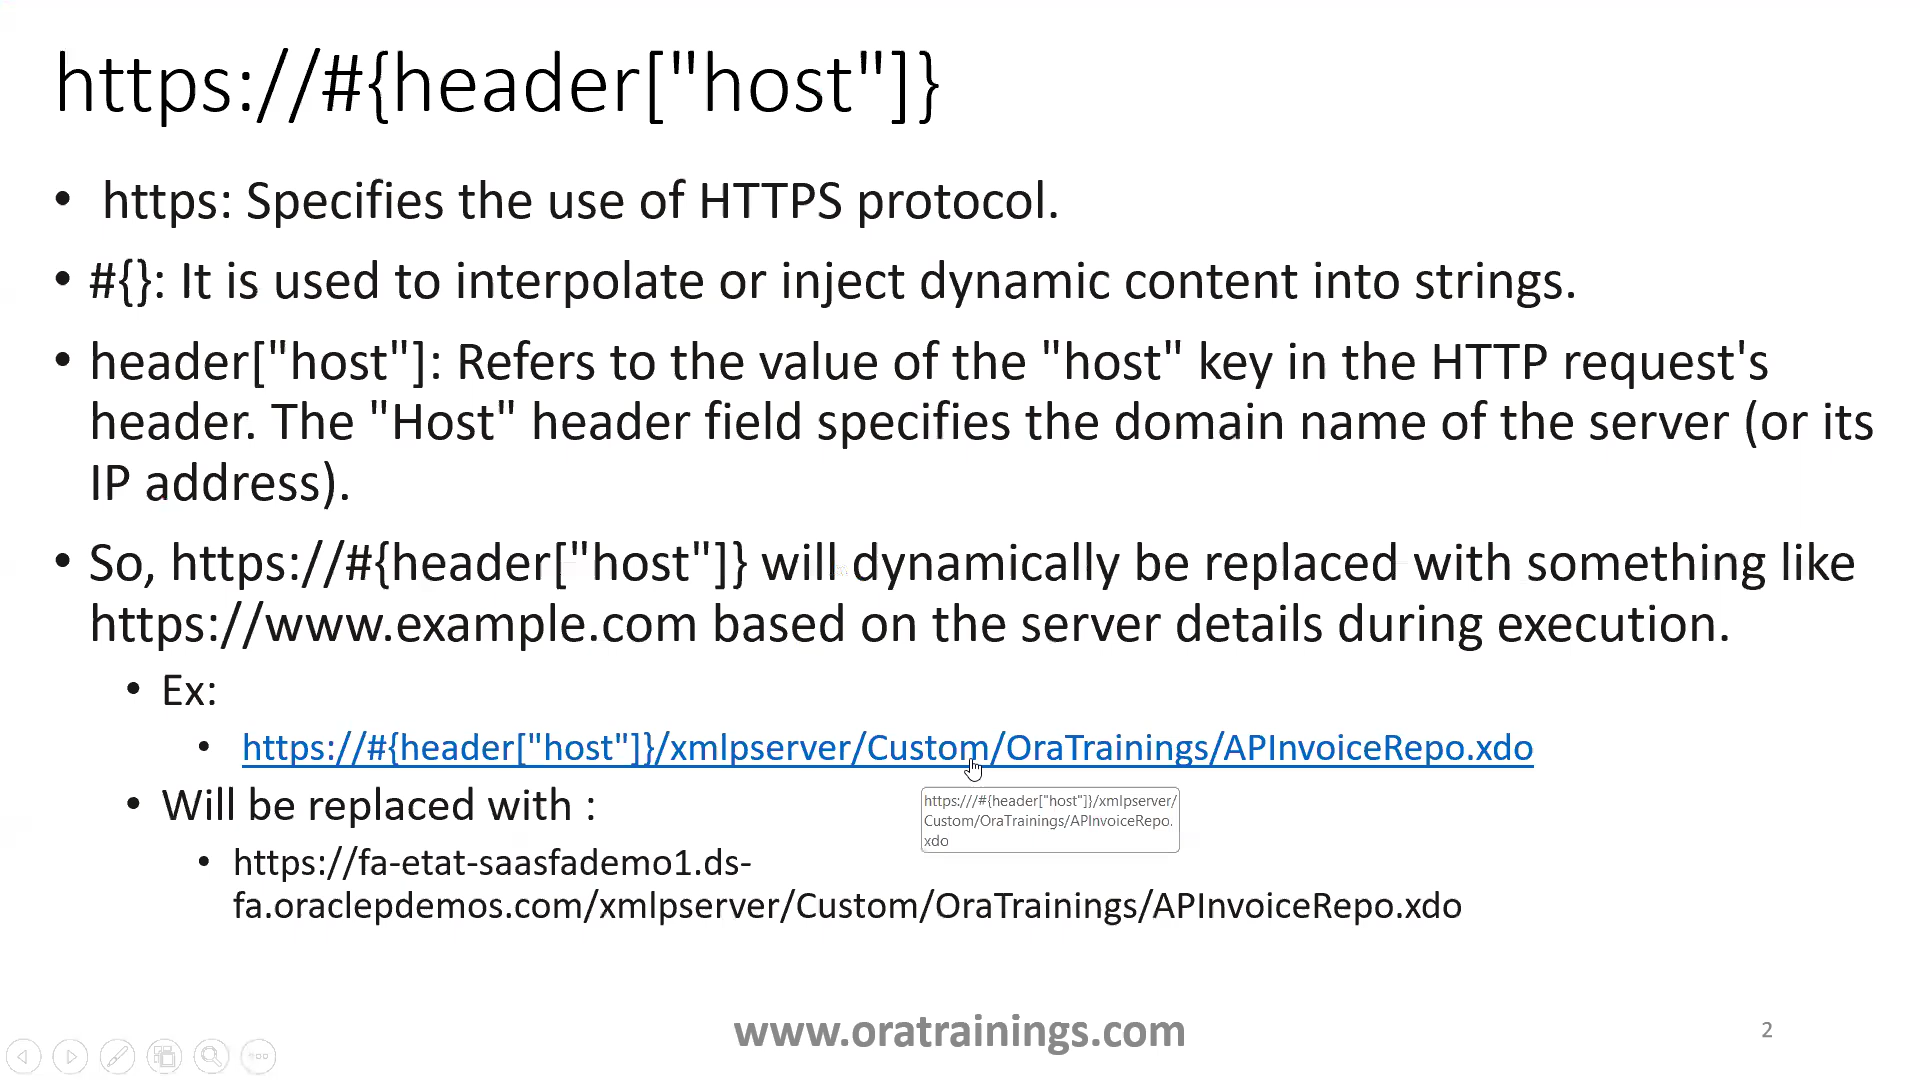 https://#{header["host"]}
• https: Specifies the use of HTTPS protocol.
• #{}: It is used to interpolate or inject dynamic content into strings.
• header["host"]: Refers to the value of the "host" key in the HTTP request's
header. The "Host" header field specifies the domain name of the server (or its
IP address).
• So, https://#{header["host"]} will dynamically be replaced with something like
https://www.example.com based on the server details during execution.
• Ex:
• https://#{header["host"]}/xmlpserver/Custom/OraTrainings/APInvoiceRepo.xdo
https:///#{header["host"]}/xmlpserver/
Custom/OraTrainings/APInvoiceRepo.
xdo
• Will be replaced with :
• https://fa-etat-saasfademo1.ds-
fa.oraclepdemos.com/xmlpserver/Custom/OraTrainings/APInvoiceRepo.xdo
www.oratrainings.com
2